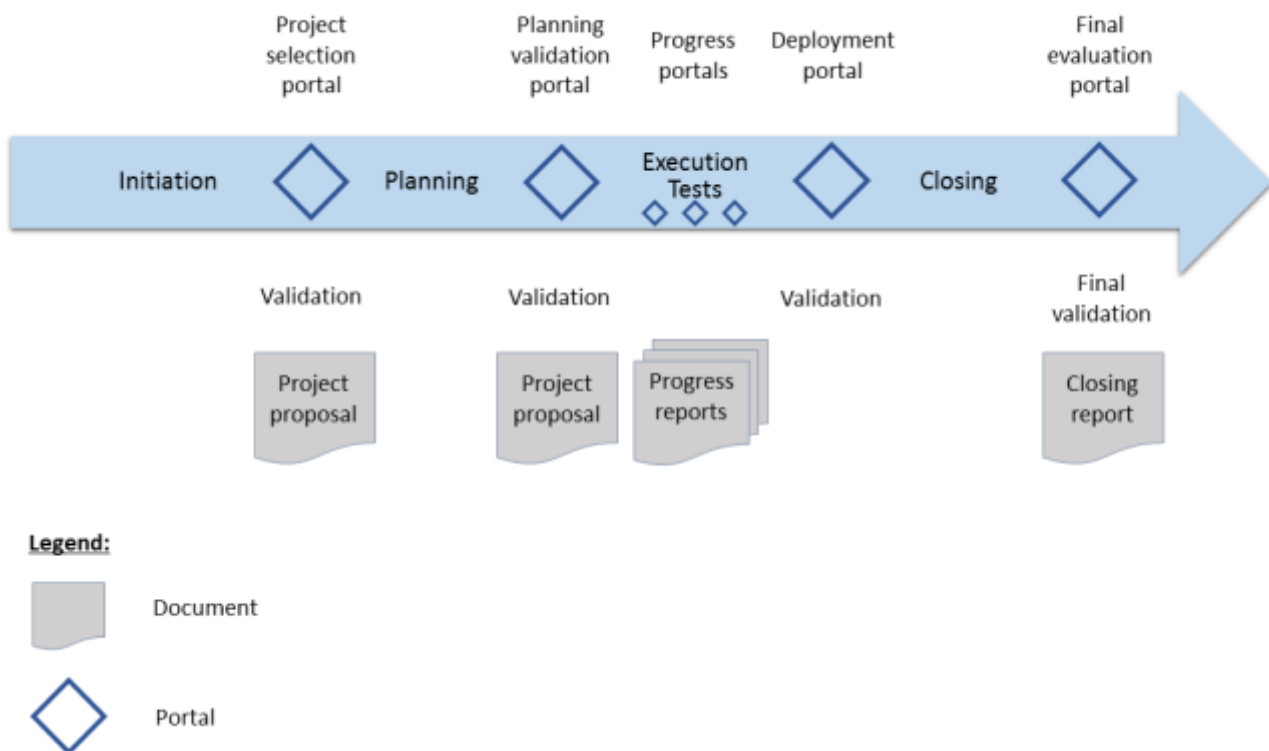 Project
selection
portal
Planning
validation
portal
Progress
portals
Deployment
portal
Final
evaluation
portal
Initiation
Planning
Execution
Tests
Closing
Validation
Validation
Validation
Final
validation
Project
proposal
Project
proposal
Progress
reports
Closing
report
Legend:
Document
Portal